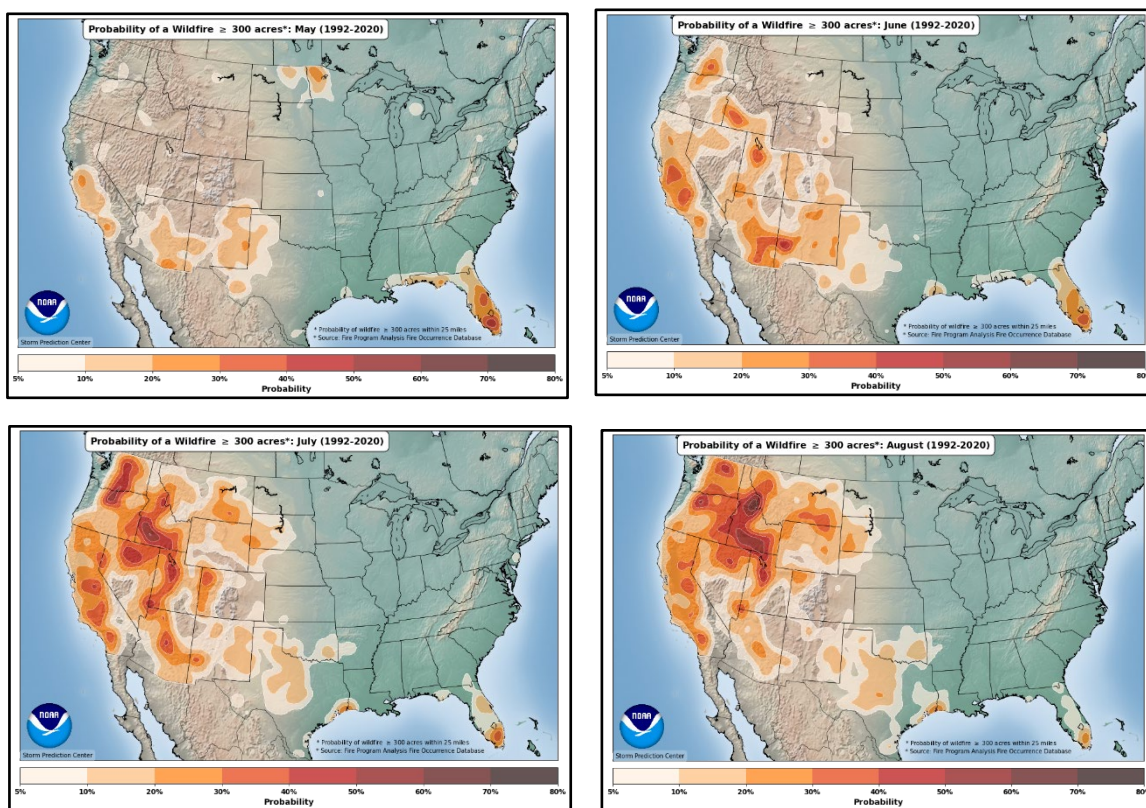 Probability of a Wildfire ≥ 300 acres*: May (1992-2020)
NOAA
Storm Prediction Center
* Probability of wildfire ≥ 300 acres within 25 miles
* Source: Fire Program Analysis Fire Occurrence Database
5% 10% 20% 30% 40% 50% 60% 70% 80%
Probability
Probability of a Wildfire ≥ 300 acres*: June (1992-2020)
NOAA
Storm Prediction Center
* Probability of wildfire ≥ 300 acres within 25 miles
* Source: Fire Program Analysis Fire Occurrence Database
5% 10% 20% 30% 40% 50% 60% 70% 80%
Probability
Probability of a Wildfire ≥ 300 acres*: July (1992-2020)
NOAA
Storm Prediction Center
* Probability of wildfire ≥ 300 acres within 25 miles
* Source: Fire Program Analysis Fire Occurrence Database
5% 10% 20% 30% 40% 50% 60% 70% 80%
Probability
Probability of a Wildfire ≥ 300 acres*: August (1992-2020)
NOAA
Storm Prediction Center
* Probability of wildfire ≥ 300 acres within 25 miles
* Source: Fire Program Analysis Fire Occurrence Database
5% 10% 20% 30% 40% 50% 60% 70% 80%
Probability